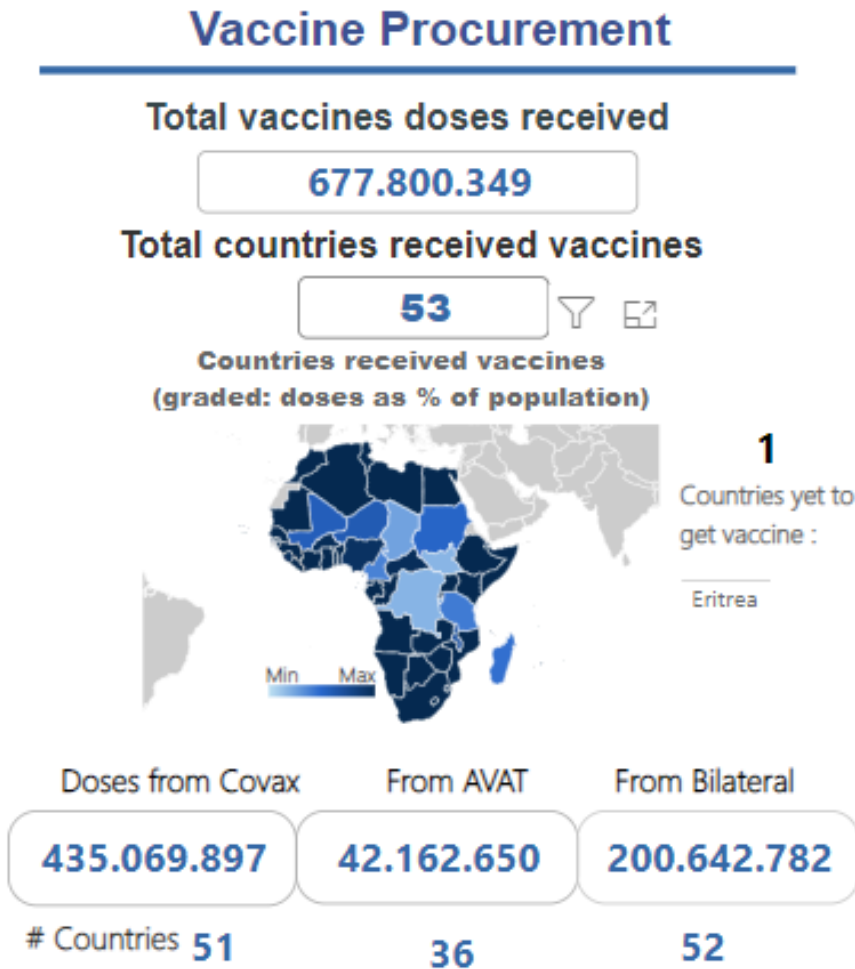 Vaccine Procurement
Total vaccines doses received
677.800.349
Total countries received vaccines
53
Countries received vaccines
(graded: doses as % of population)
1
Countries yet to
get vaccine :
Eritrea
Min Max
Doses from Covax From AVAT From Bilateral
435.069.897 42.162.650 200.642.782
# Countries 51 36 52